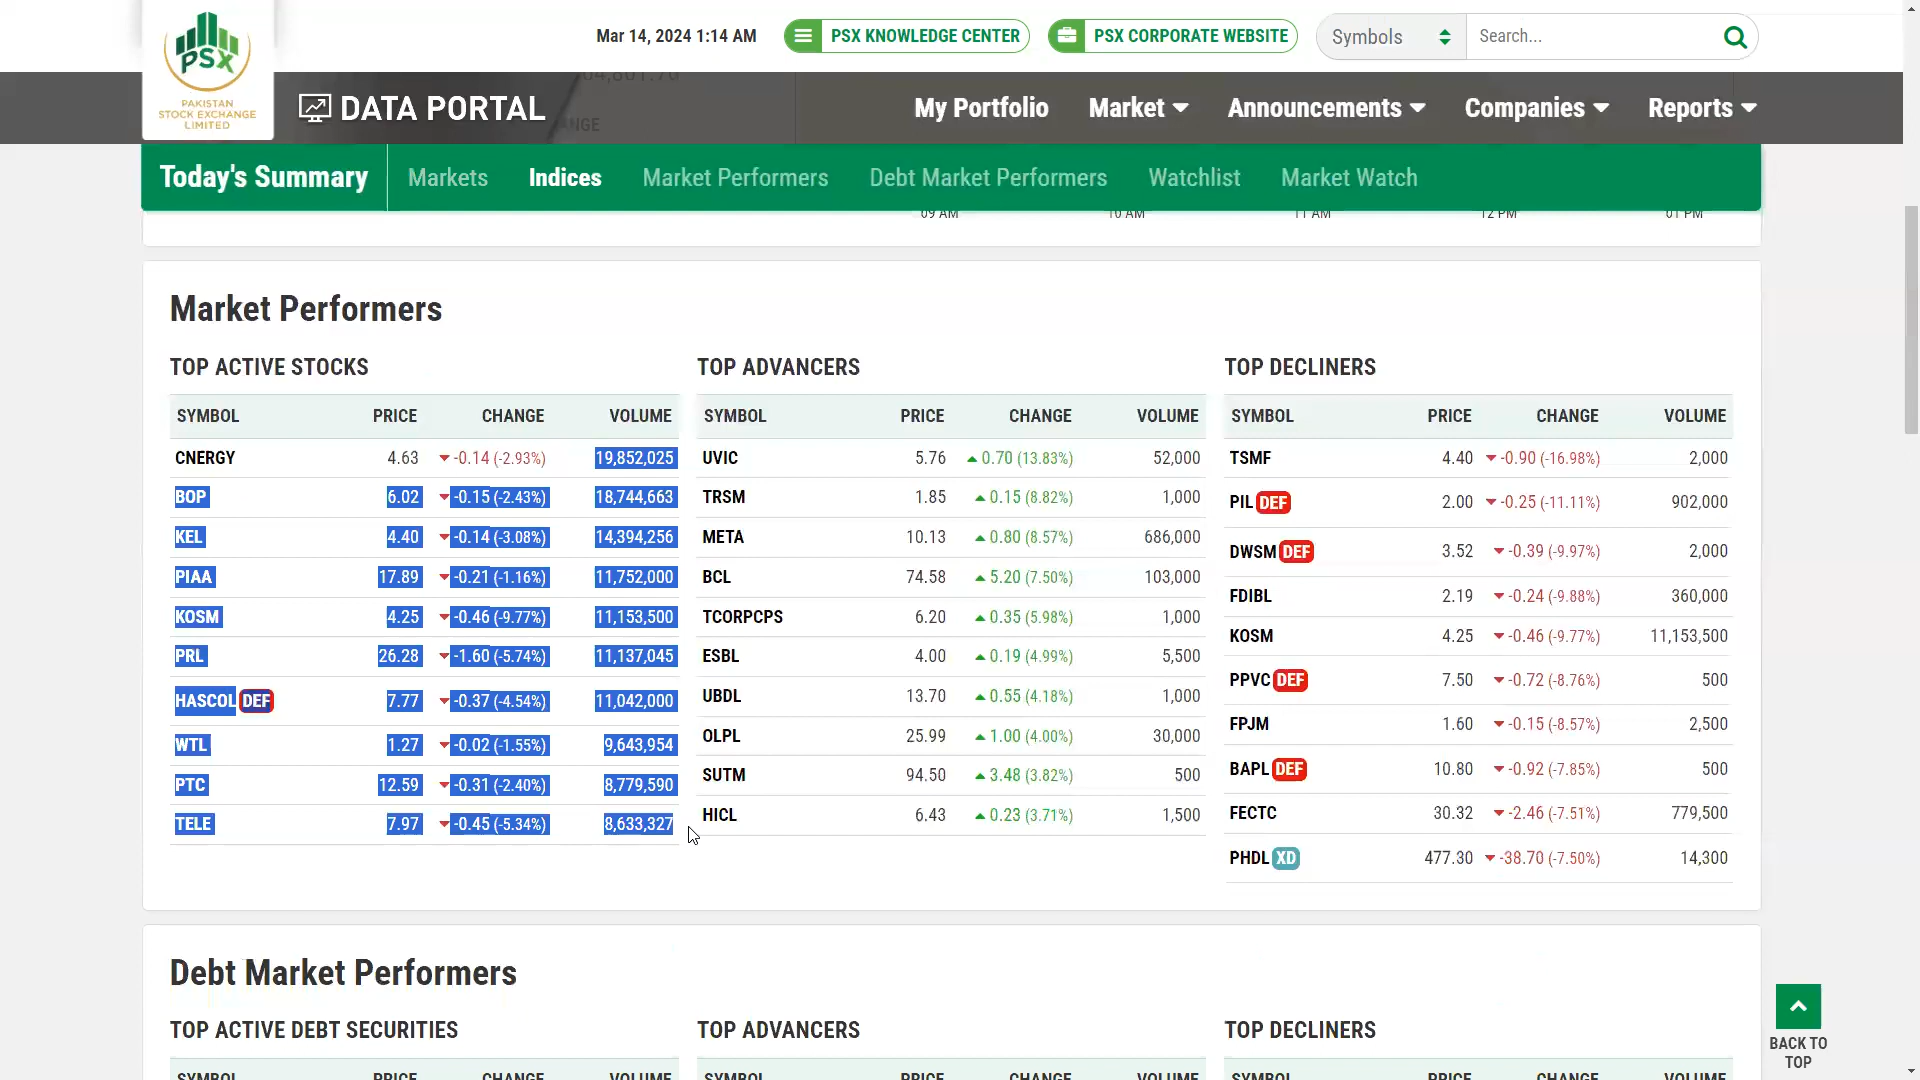 Mar 14, 2024 1:14 AM
PSX KNOWLEDGE CENTER
PSX CORPORATE WEBSITE
Symbols
Search...
PSX
PAKISTAN
STOCK EXCHANGE
LIMITED
DATA PORTAL
My Portfolio
Market
Announcements
Companies
Reports
Today's Summary
Markets
Indices
Market Performers
Debt Market Performers
Watchlist
Market Watch
09 AM 10 AM 11 AM 12 PM 01 PM
Market Performers
TOP ACTIVE STOCKS
SYMBOL PRICE CHANGE VOLUME
CNERGY 4.63 -0.14 (-2.93%) 19,852,025
BOP 6.02 -0.15 (-2.43%) 18,744,663
KEL 4.40 -0.14 (-3.08%) 14,394,256
PIAA 17.89 -0.21 (-1.16%) 11,752,000
KOSM 4.25 -0.46 (-9.77%) 11,153,500
PRL 26.28 -1.60 (-5.74%) 11,137,045
HASCOL DEF 7.77 -0.37 (-4.54%) 11,042,000
WTL 1.27 -0.02 (-1.55%) 9,643,954
PTC 12.59 -0.31 (-2.40%) 8,779,590
TELE 7.97 -0.45 (-5.34%) 8,633,327
TOP ADVANCERS
SYMBOL PRICE CHANGE VOLUME
UVIC 5.76 0.70 (13.83%) 52,000
TRSM 1.85 0.15 (8.82%) 1,000
META 10.13 0.80 (8.57%) 686,000
BCL 74.58 5.20 (7.50%) 103,000
TCORPCPS 6.20 0.35 (5.98%) 1,000
ESBL 4.00 0.19 (4.99%) 5,500
UBDL 13.70 0.55 (4.18%) 1,000
OLPL 25.99 1.00 (4.00%) 30,000
SUTM 94.50 3.48 (3.82%) 500
HICL 6.43 0.23 (3.71%) 1,500
TOP DECLINERS
SYMBOL PRICE CHANGE VOLUME
TSMF 4.40 -0.90 (-16.98%) 2,000
PIL DEF 2.00 -0.25 (-11.11%) 902,000
DWSM DEF 3.52 -0.39 (-9.97%) 2,000
FDIBL 2.19 -0.24 (-9.88%) 360,000
KOSM 4.25 -0.46 (-9.77%) 11,153,500
PPVC DEF 7.50 -0.72 (-8.76%) 500
FPJM 1.60 -0.15 (-8.57%) 2,500
BAPL DEF 10.80 -0.92 (-7.85%) 500
FECTC 30.32 -2.46 (-7.51%) 779,500
PHDL XD 477.30 -38.70 (-7.50%) 14,300
Debt Market Performers
TOP ACTIVE DEBT SECURITIES
SYMBOL PRICE CHANGE VOLUME
TOP ADVANCERS
SYMBOL PRICE CHANGE VOLUME
TOP DECLINERS
SYMBOL PRICE CHANGE VOLUME
BACK TO
TOP